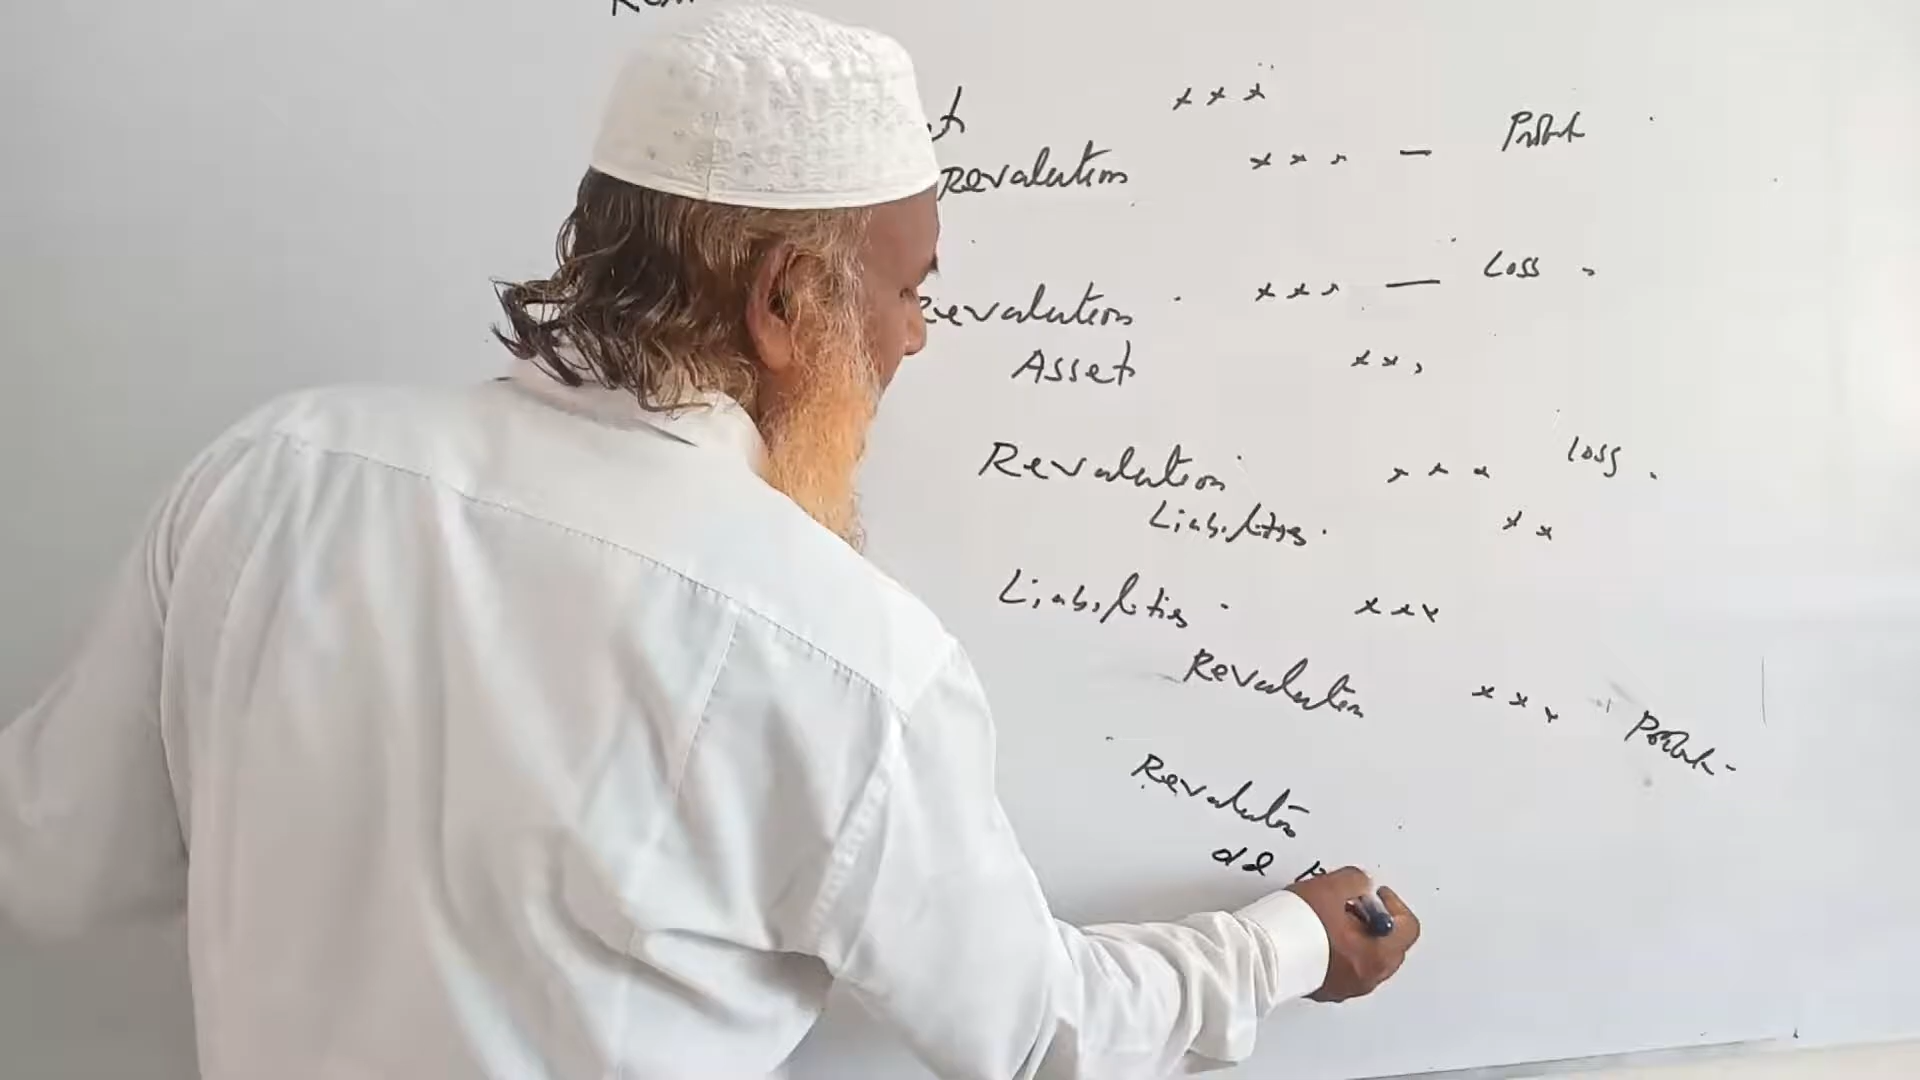 Revaluation xxx — Profit
Revaluation xxx — Loss
Asset xxx
Revaluation xxx Loss
Liabilities xx
Liabilities xxx
Revaluation xxx Profit
Revaluation
old